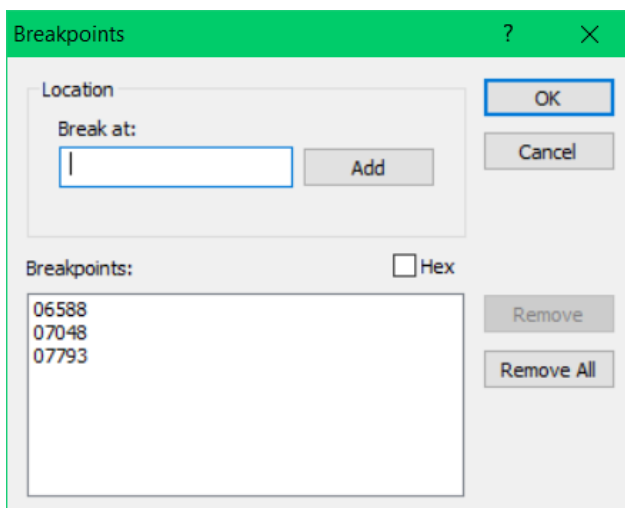 Breakpoints ?
Location
OK
Break at:
Cancel
Add
Breakpoints:
Hex
06588
07048
07793
Remove
Remove All